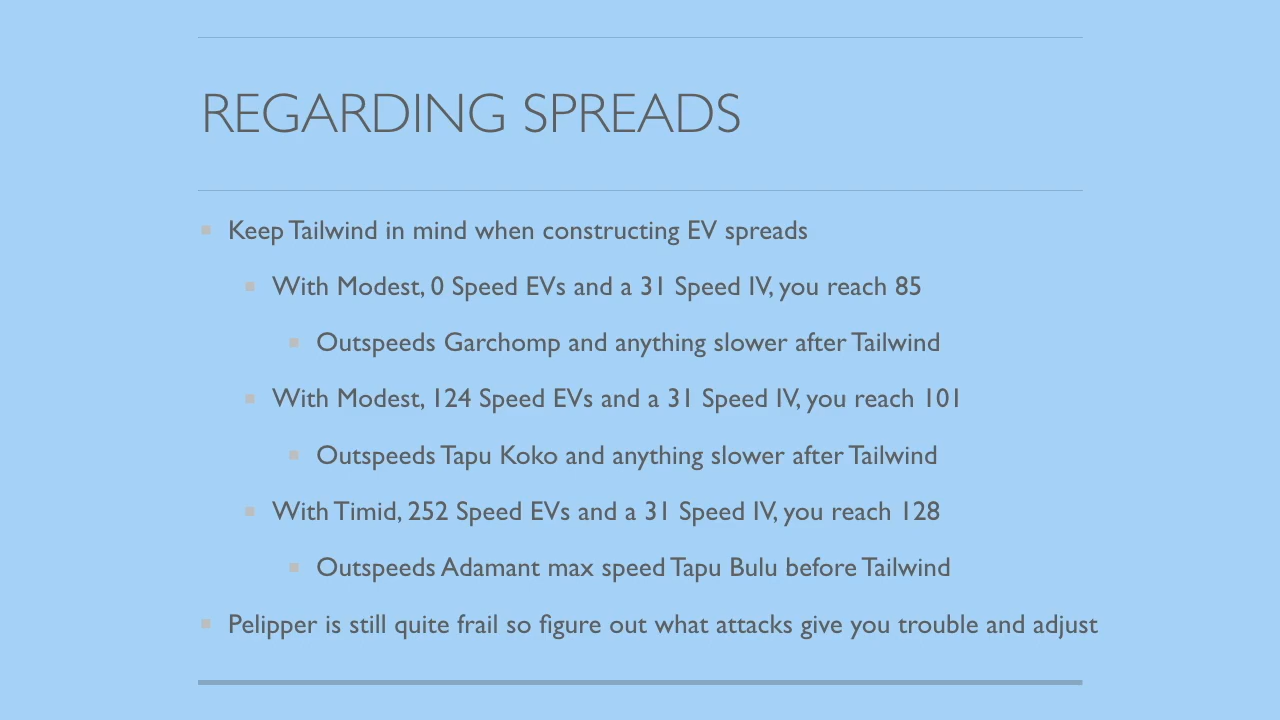 REGARDING SPREADS
Keep Tailwind in mind when constructing EV spreads
With Modest, 0 Speed EVs and a 31 Speed IV, you reach 85
Outspeeds Garchomp and anything slower after Tailwind
With Modest, 124 Speed EVs and a 31 Speed IV, you reach 101
Outspeeds Tapu Koko and anything slower after Tailwind
With Timid, 252 Speed EVs and a 31 Speed IV, you reach 128
Outspeeds Adamant max speed Tapu Bulu before Tailwind
Pelipper is still quite frail so figure out what attacks give you trouble and adjust